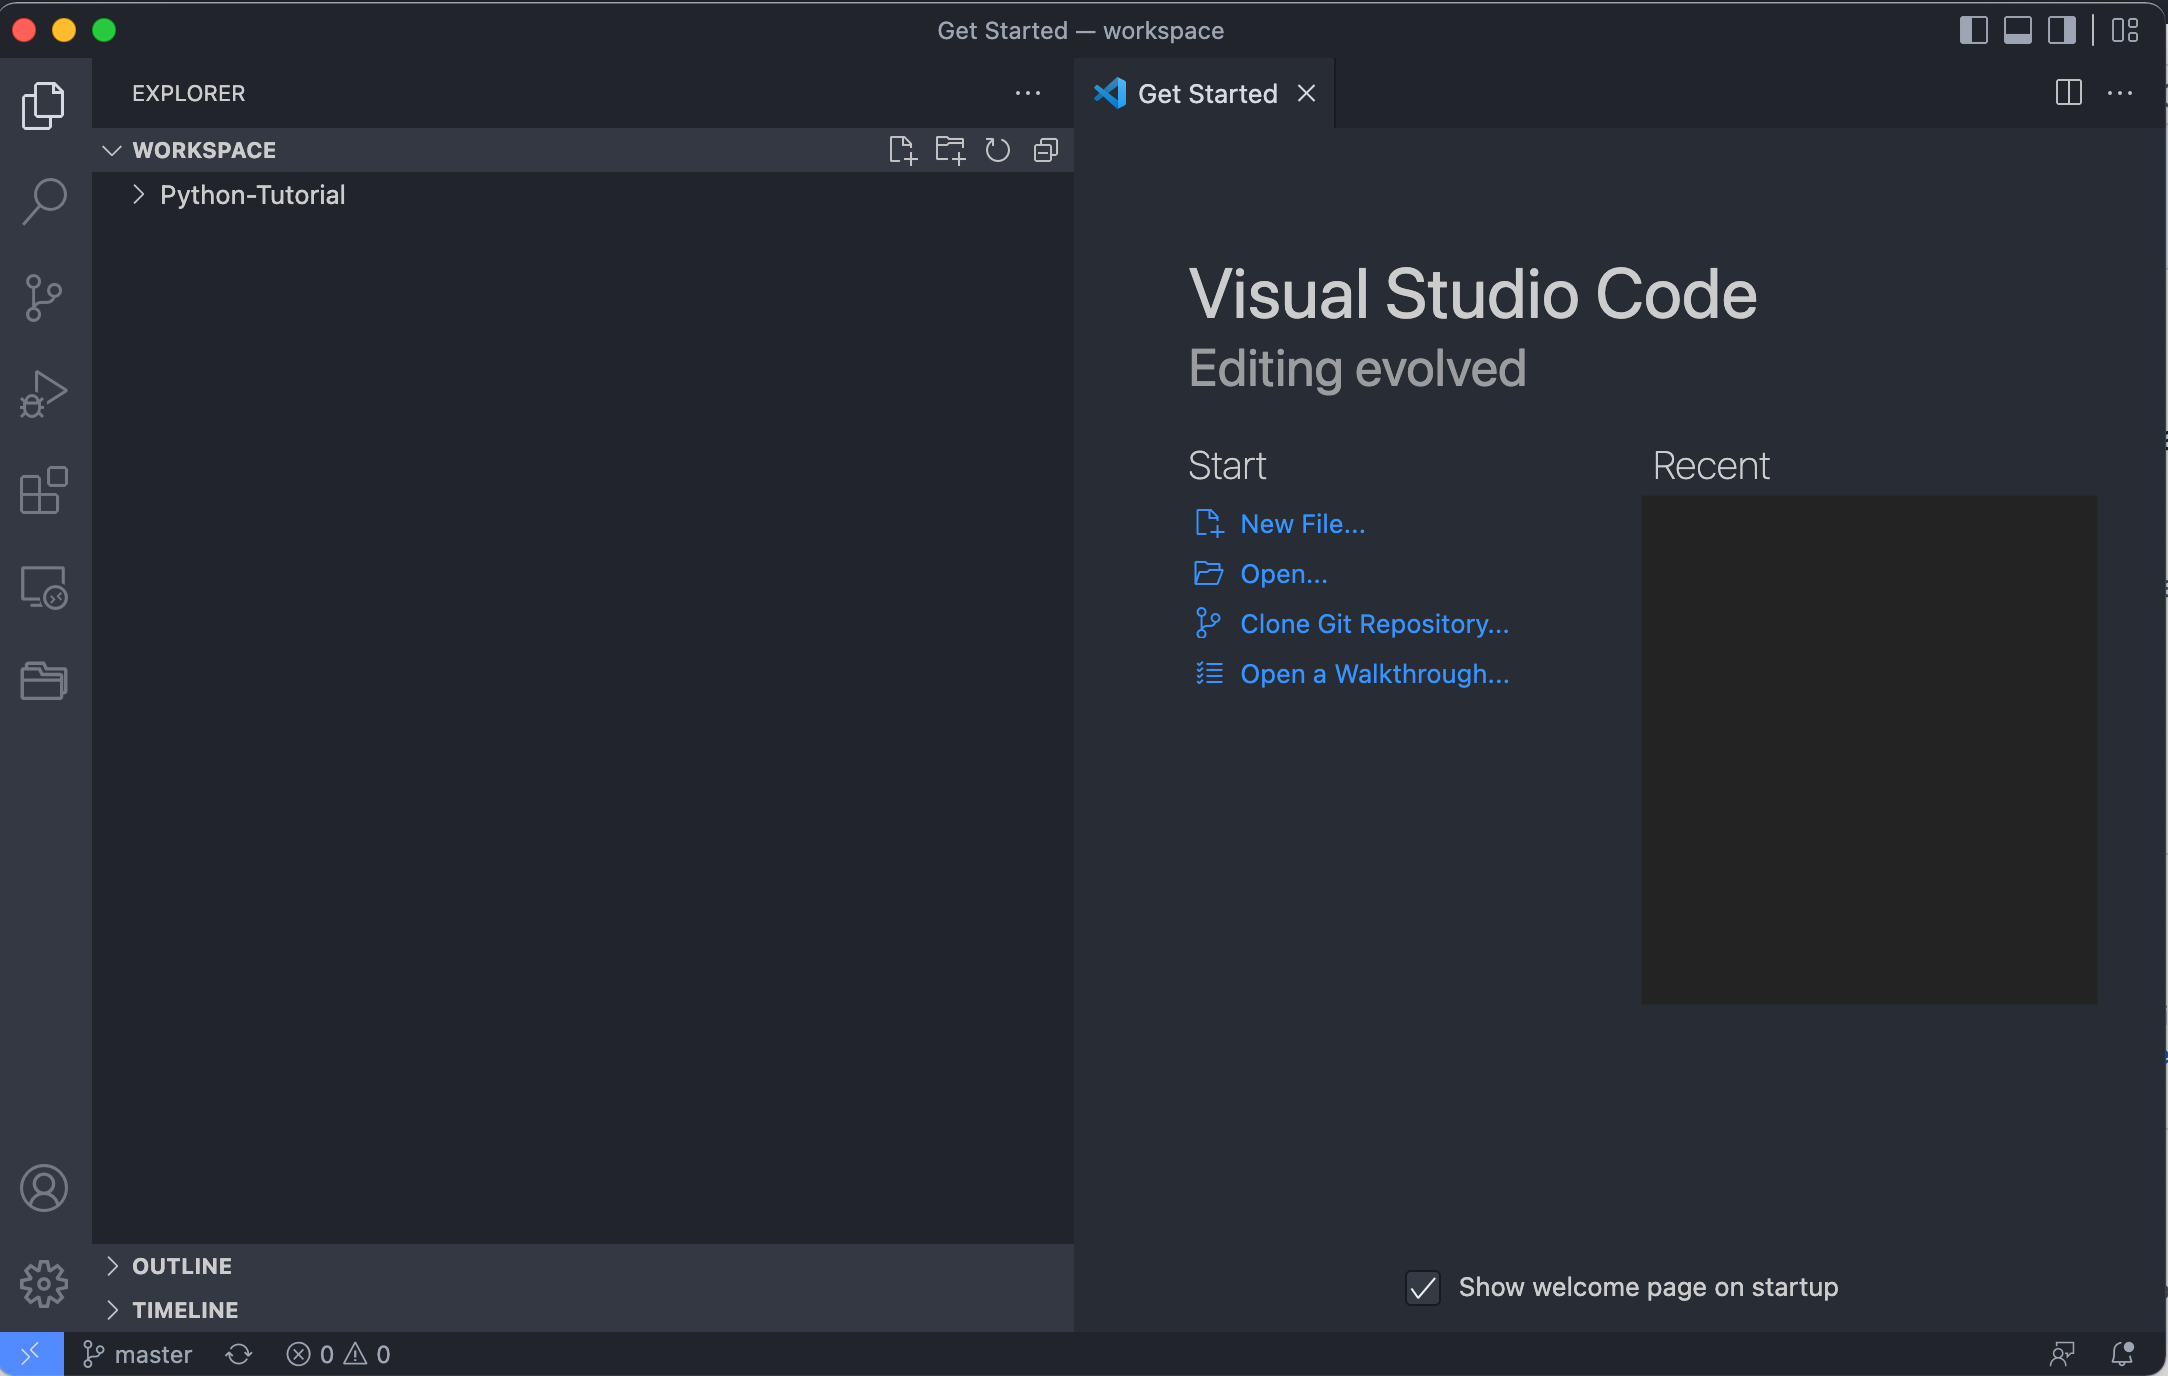 Get Started — workspace
EXPLORER
Get Started
WORKSPACE
Python-Tutorial
Visual Studio Code
Editing evolved
Start
Recent
New File...
Open...
Clone Git Repository...
Open a Walkthrough...
OUTLINE
Show welcome page on startup
TIMELINE
master
0
0